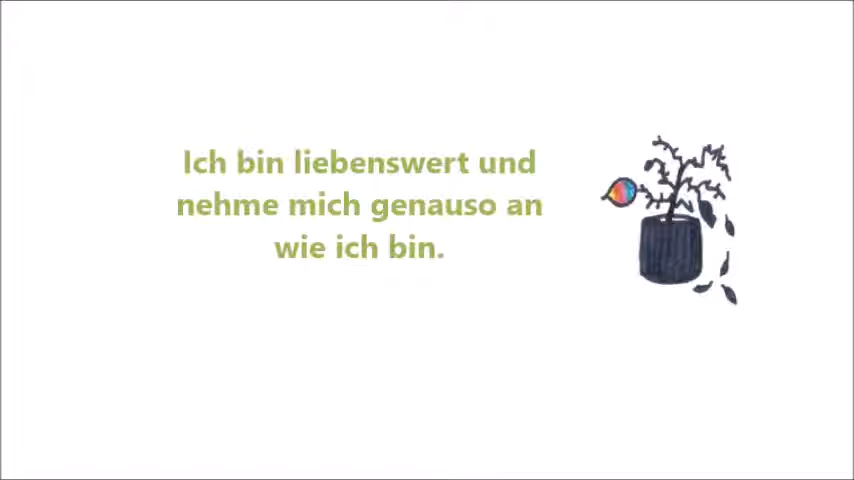 Ich bin liebenswert und
nehme mich genauso an
wie ich bin.